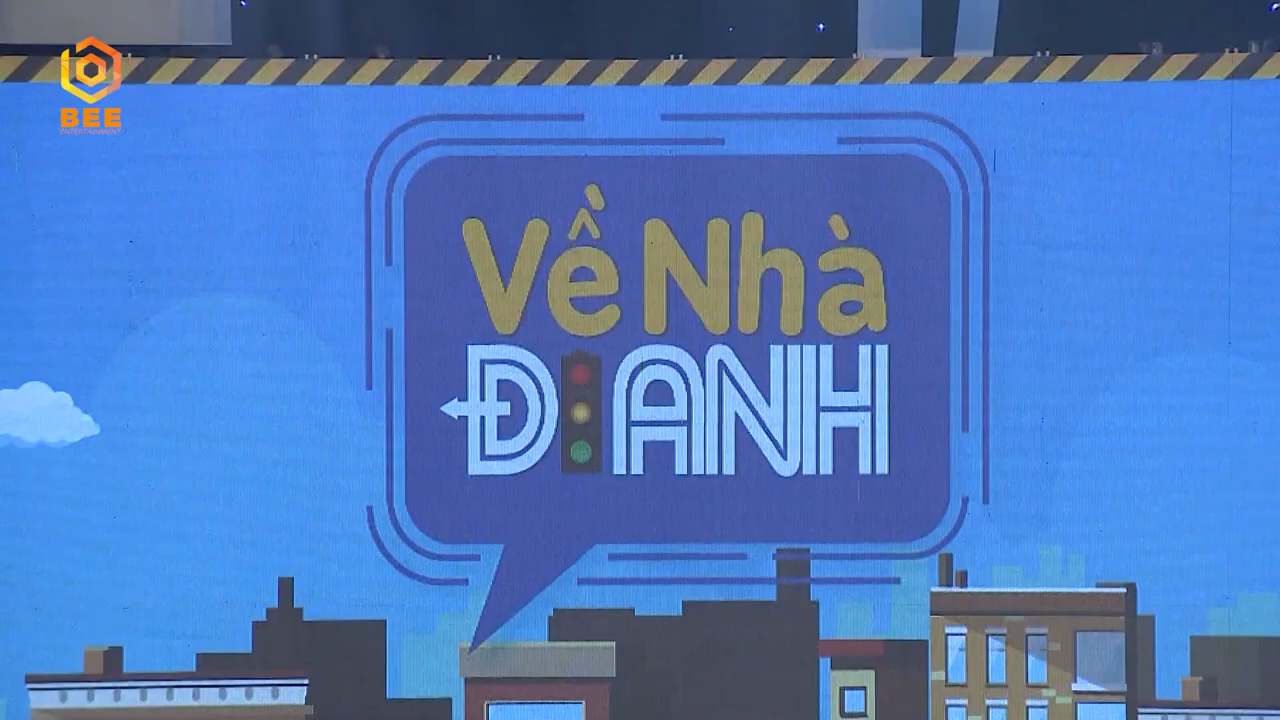 BEE
ENTERTAINMENT
Về Nhà
ĐI ANH